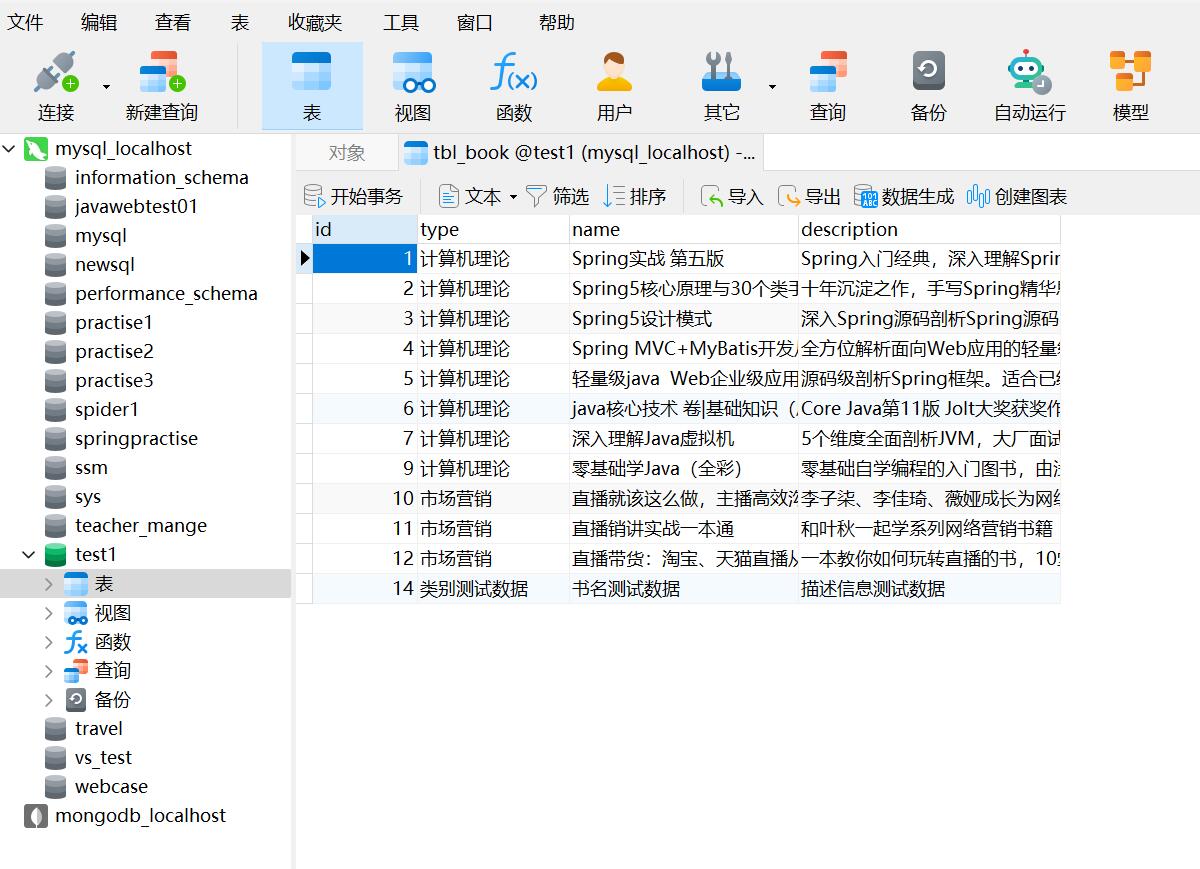 文件 编辑 查看 表 收藏夹 工具 窗口 帮助
连接 新建查询 表 视图 函数 用户 其它 查询 备份 自动运行 模型
mysql_localhost
information_schema
javawebtest01
mysql
newsql
performance_schema
practise1
practise2
practise3
spider1
springpractise
ssm
sys
teacher_mange
test1
表
视图
函数
查询
备份
travel
vs_test
webcase
mongodb_localhost
对象 tbl_book @test1 (mysql_localhost) -...
开始事务 文本 筛选 排序 导入 导出 数据生成 创建图表
id type name description
1 计算机理论 Spring实战 第五版 Spring入门经典，深入理解Sprin
2 计算机理论 Spring5核心原理与30个类手 十年沉淀之作，手写Spring精华
3 计算机理论 Spring5设计模式 深入Spring源码剖析Spring源码
4 计算机理论 Spring MVC+MyBatis开发 全方位解析面向Web应用的轻量级
5 计算机理论 轻量级java Web企业级应用 源码级剖析Spring框架。适合已经
6 计算机理论 java核心技术 卷|基础知识（ Core Java第11版 Jolt大奖获奖作
7 计算机理论 深入理解Java虚拟机 5个维度全面剖析JVM，大厂面试
9 计算机理论 零基础学Java（全彩） 零基础自学编程的入门图书，由
10 市场营销 直播就该这么做，主播高效沟 李子柒、李佳琦、薇娅成长为网络
11 市场营销 直播销讲实战一本通 和叶秋一起学系列网络营销书籍
12 市场营销 直播带货：淘宝、天猫直播从 一本教你如何玩转直播的书，10
14 类别测试数据 书名测试数据 描述信息测试数据